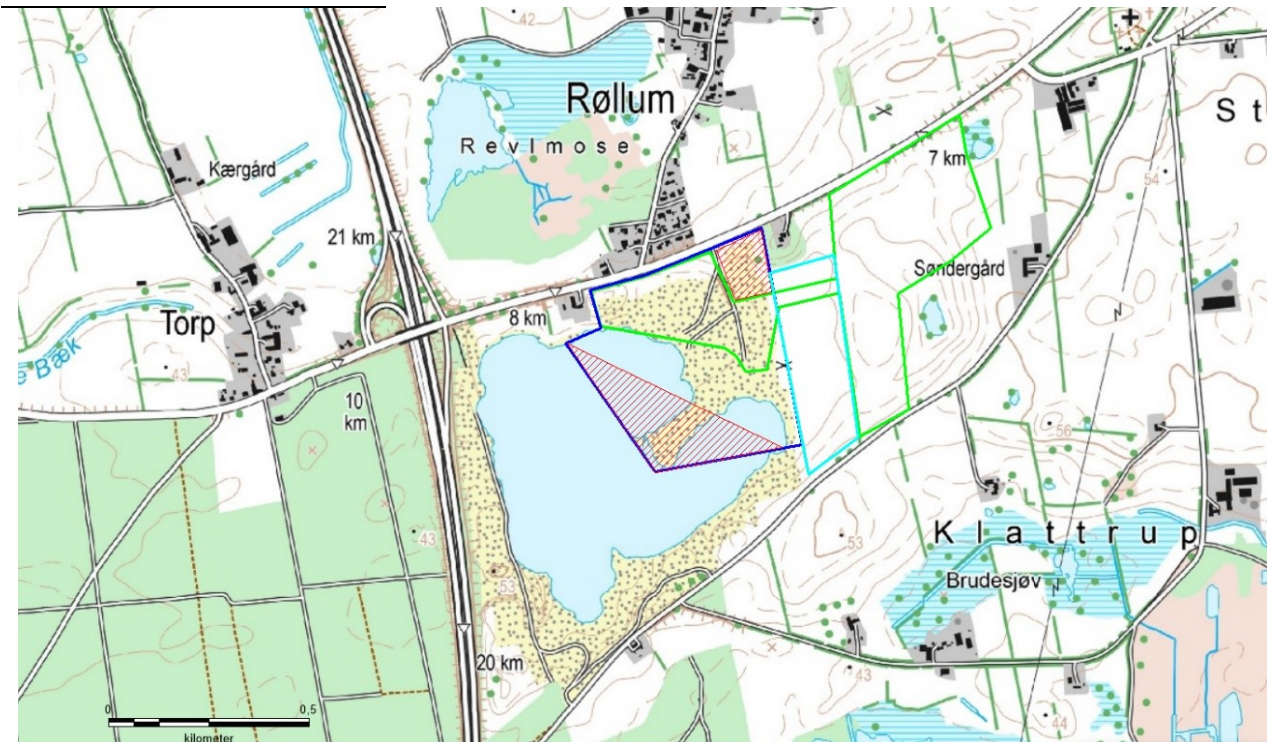 42
Røllum
Revlmose
St
Kærgård
7 km
54
21 km
Søndergård
Torp
8 km
e Bæk
43
10
km
56
43
53
Klattrup
53
Brudesjøv
20 km
43
44
0 0,5
kilometer